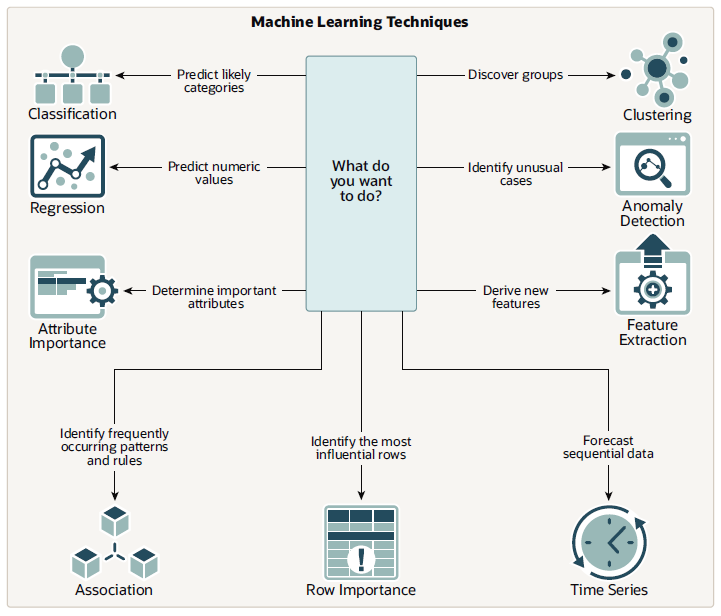 Machine Learning Techniques
Predict likely
categories
Discover groups
Classification
Clustering
What do
you want
to do?
Predict numeric
values
Identify unusual
cases
Regression
Anomaly
Detection
Determine important
attributes
Derive new
features
Attribute
Importance
Feature
Extraction
Identify frequently
occurring patterns
and rules
Identify the most
influential rows
Forecast
sequential data
Association
Row Importance
Time Series